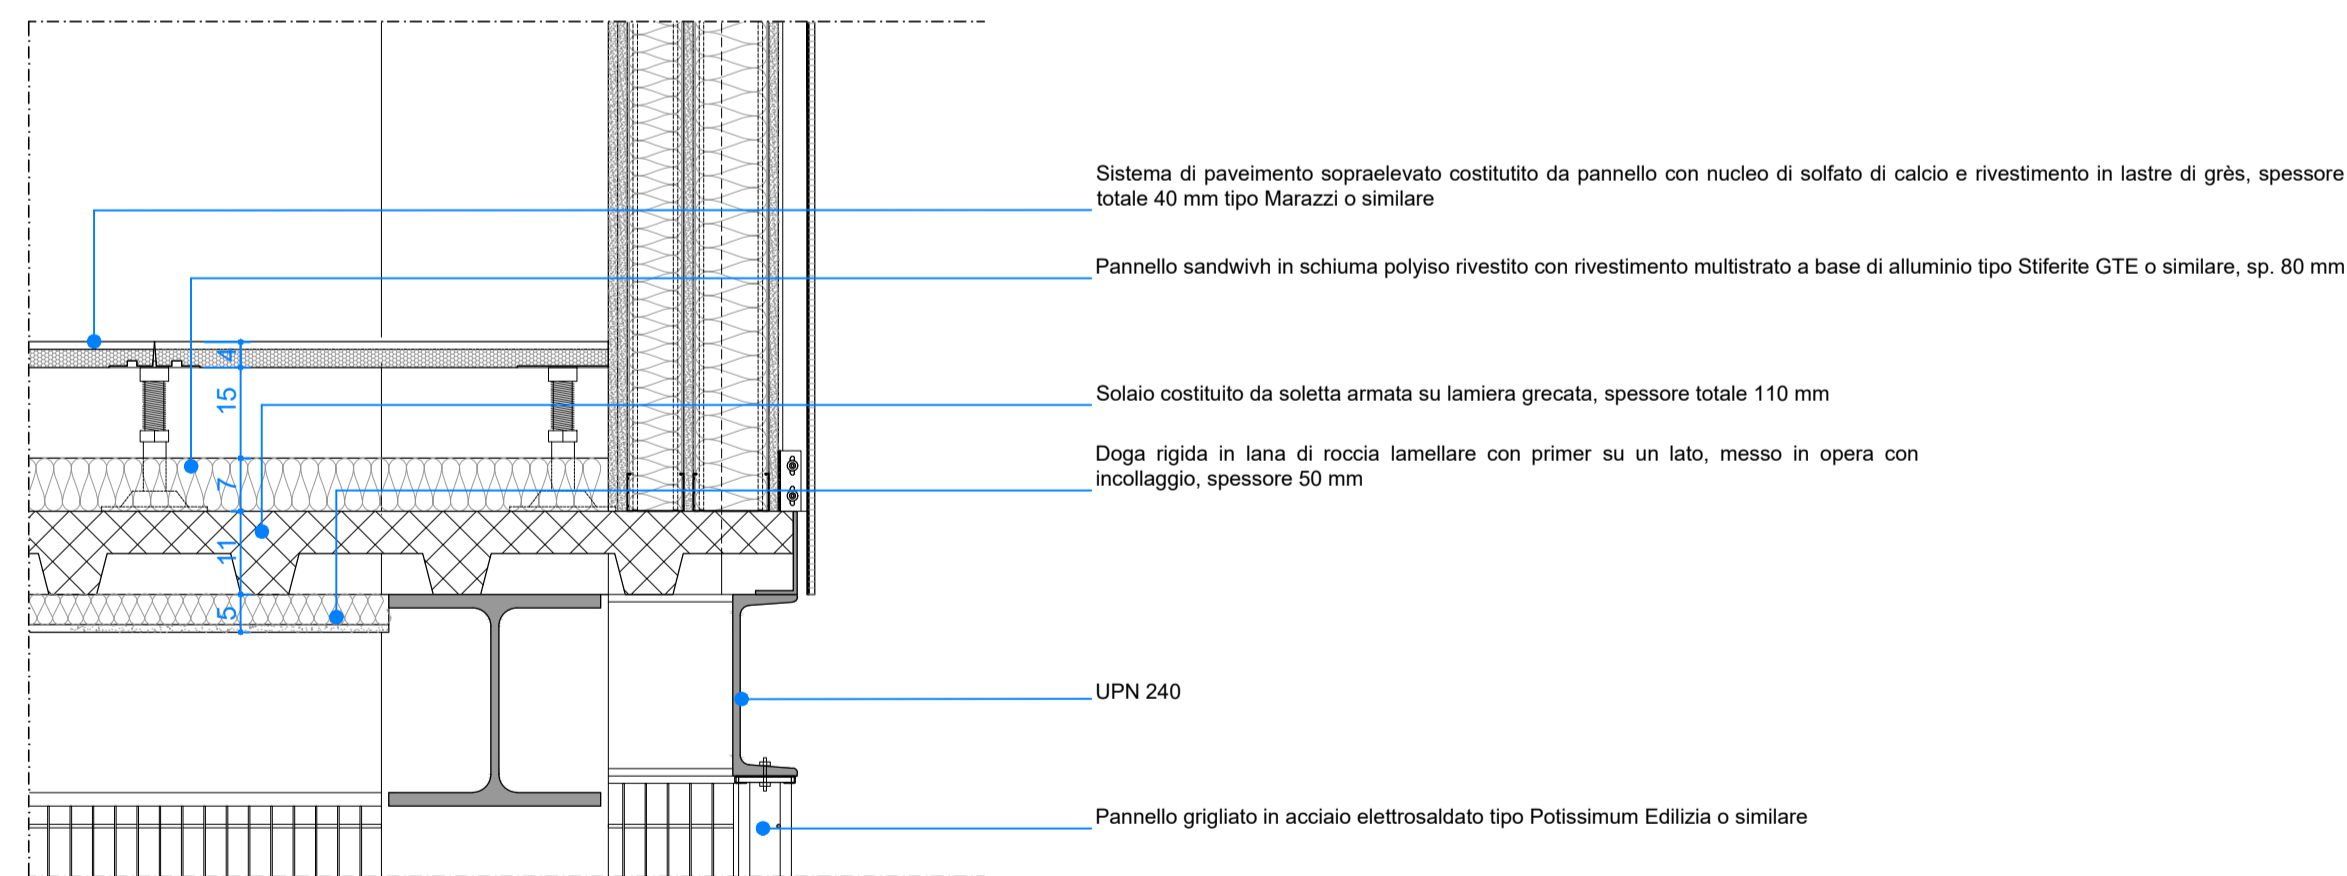 Sistema di paveimento sopraelevato costitutito da pannello con nucleo di solfato di calcio e rivestimento in lastre di grès, spessore
totale 40 mm tipo Marazzi o similare
Pannello sandwivh in schiuma polyiso rivestito con rivestimento multistrato a base di alluminio tipo Stiferite GTE o similare, sp. 80 mm
4
15
Solaio costituito da soletta armata su lamiera grecata, spessore totale 110 mm
Doga rigida in lana di roccia lamellare con primer su un lato, messo in opera con
incollaggio, spessore 50 mm
7
11
5
UPN 240
Pannello grigliato in acciaio elettrosaldato tipo Potissimum Edilizia o similare